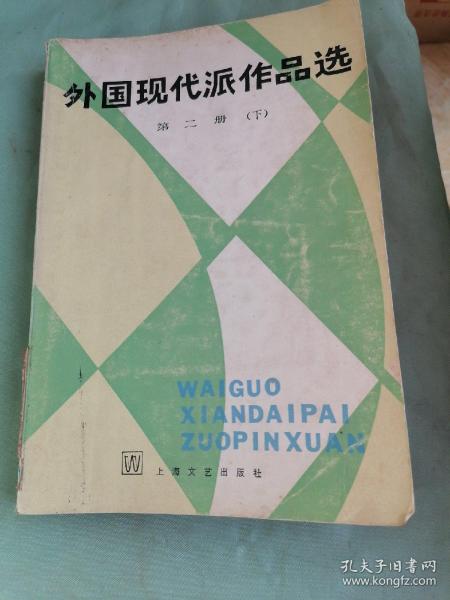 外国现代派作品选
第二册(下)
WAIGUO
XIANDAIPAI
ZUOPINXUAN
上海文艺出版社
孔夫子旧书网
www.kongfz.com